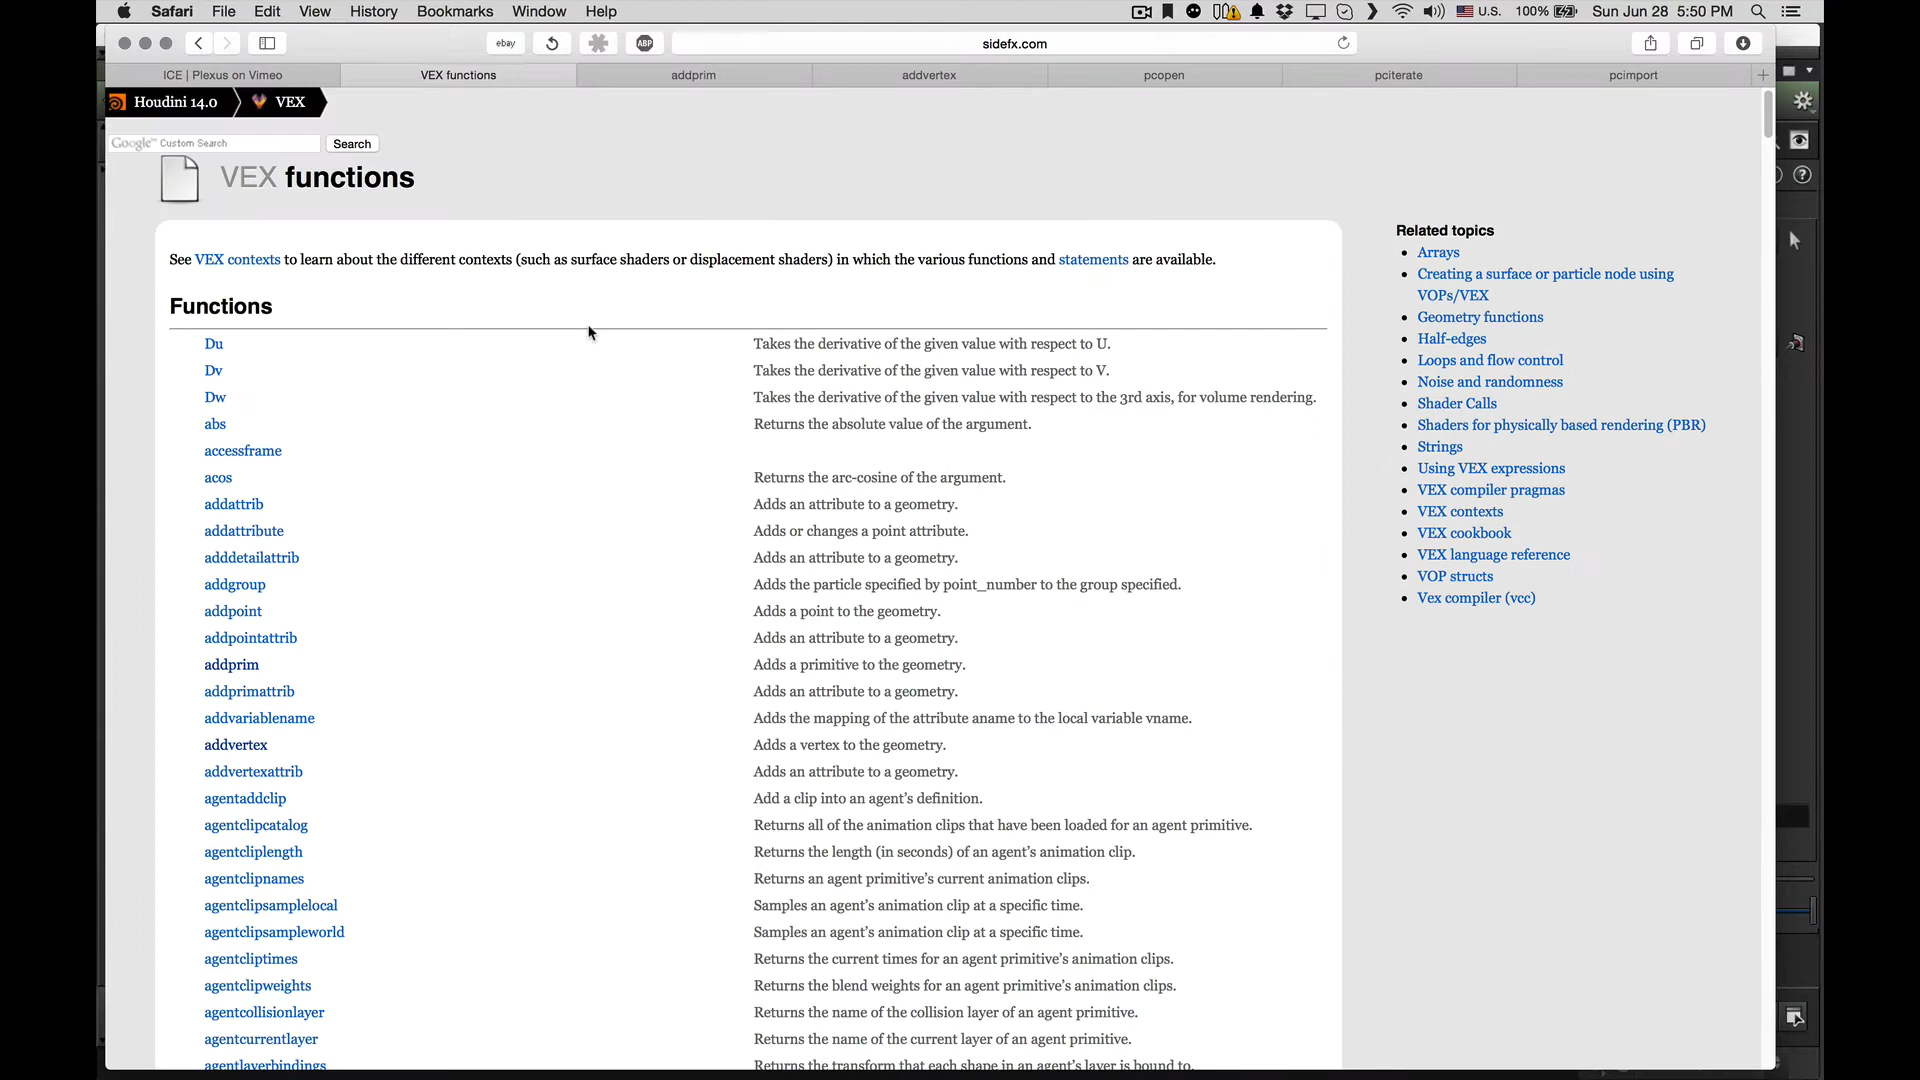 Safari File Edit View History Bookmarks Window Help U.S. 100% Sun Jun 28 5:50 PM
ebay ABP sidefx.com
ICE | Plexus on Vimeo VEX functions addprim addvertex pcopen pciterate pcimport
Houdini 14.0 VEX
Google™ Custom Search Search
VEX functions
See VEX contexts to learn about the different contexts (such as surface shaders or displacement shaders) in which the various functions and statements are available.
Functions
Du Takes the derivative of the given value with respect to U.
Dv Takes the derivative of the given value with respect to V.
Dw Takes the derivative of the given value with respect to the 3rd axis, for volume rendering.
abs Returns the absolute value of the argument.
accessframe
acos Returns the arc-cosine of the argument.
addattrib Adds an attribute to a geometry.
addattribute Adds or changes a point attribute.
adddetailattrib Adds an attribute to a geometry.
addgroup Adds the particle specified by point_number to the group specified.
addpoint Adds a point to the geometry.
addpointattrib Adds an attribute to a geometry.
addprim Adds a primitive to the geometry.
addprimattrib Adds an attribute to a geometry.
addvariablename Adds the mapping of the attribute aname to the local variable vname.
addvertex Adds a vertex to the geometry.
addvertexattrib Adds an attribute to a geometry.
agentaddclip Add a clip into an agent's definition.
agentclipcatalog Returns all of the animation clips that have been loaded for an agent primitive.
agentcliplength Returns the length (in seconds) of an agent's animation clip.
agentclipnames Returns an agent primitive's current animation clips.
agentclipsamplelocal Samples an agent's animation clip at a specific time.
agentclipsampleworld Samples an agent's animation clip at a specific time.
agentcliptimes Returns the current times for an agent primitive's animation clips.
agentclipweights Returns the blend weights for an agent primitive's animation clips.
agentcollisionlayer Returns the name of the collision layer of an agent primitive.
agentcurrentlayer Returns the name of the current layer of an agent primitive.
agentlayerbindings Returns the transform that each shape in an agent's layer is bound to.
Related topics
Arrays
Creating a surface or particle node using
VOPs/VEX
Geometry functions
Half-edges
Loops and flow control
Noise and randomness
Shader Calls
Shaders for physically based rendering (PBR)
Strings
Using VEX expressions
VEX compiler pragmas
VEX contexts
VEX cookbook
VEX language reference
VOP structs
Vex compiler (vcc)